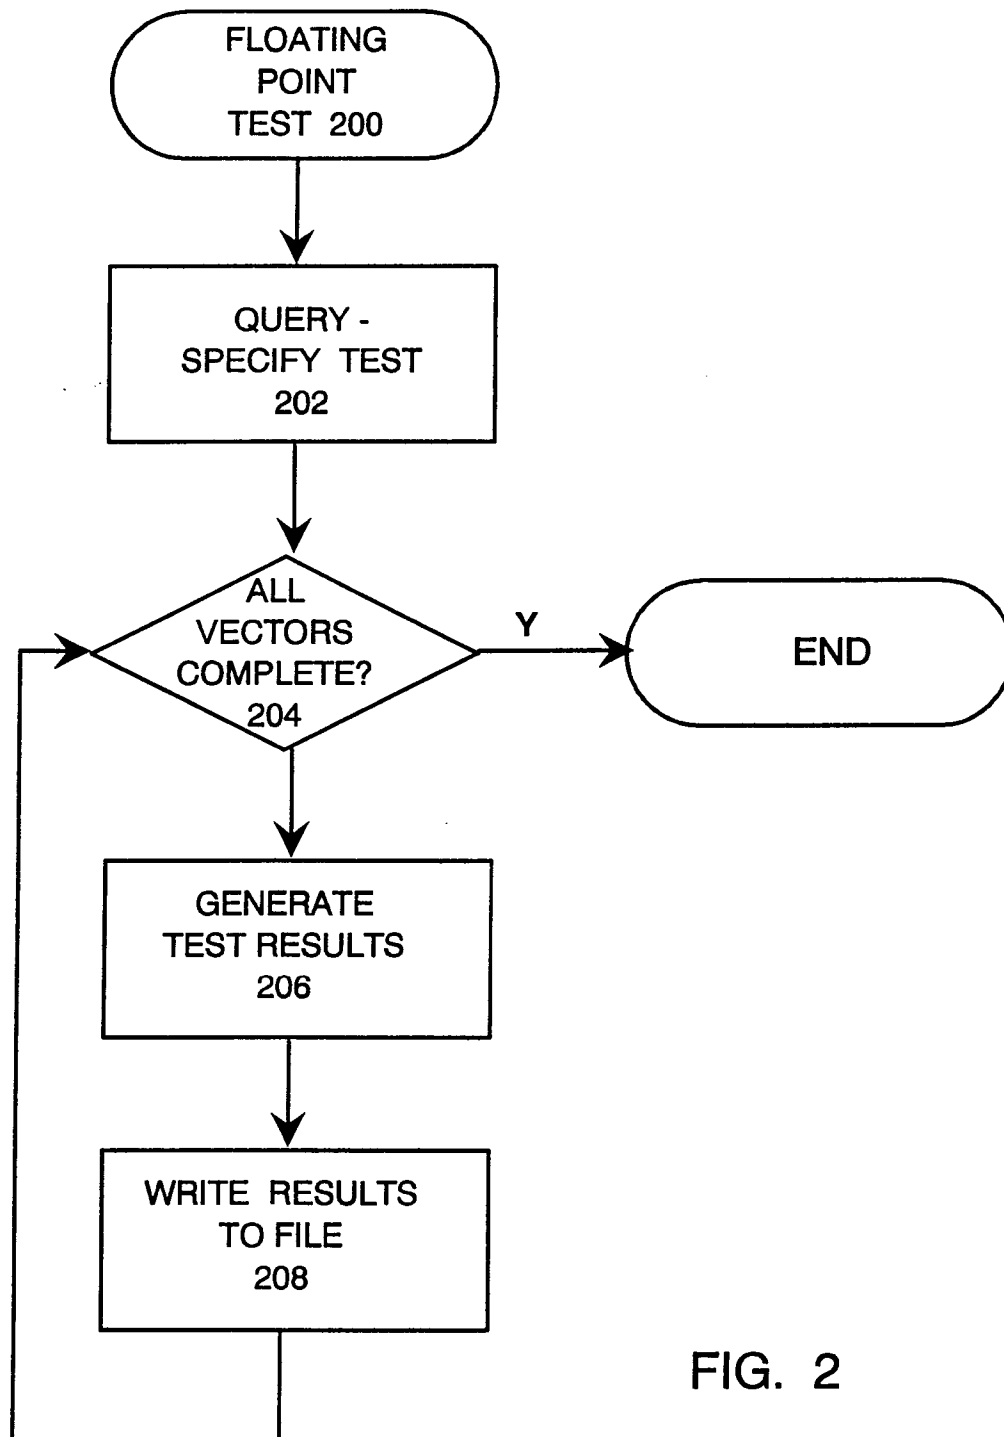 FLOATING
POINT
TEST 200
QUERY -
SPECIFY TEST
202
ALL
VECTORS
COMPLETE?
204
Y
END
GENERATE
TEST RESULTS
206
WRITE RESULTS
TO FILE
208
FIG. 2